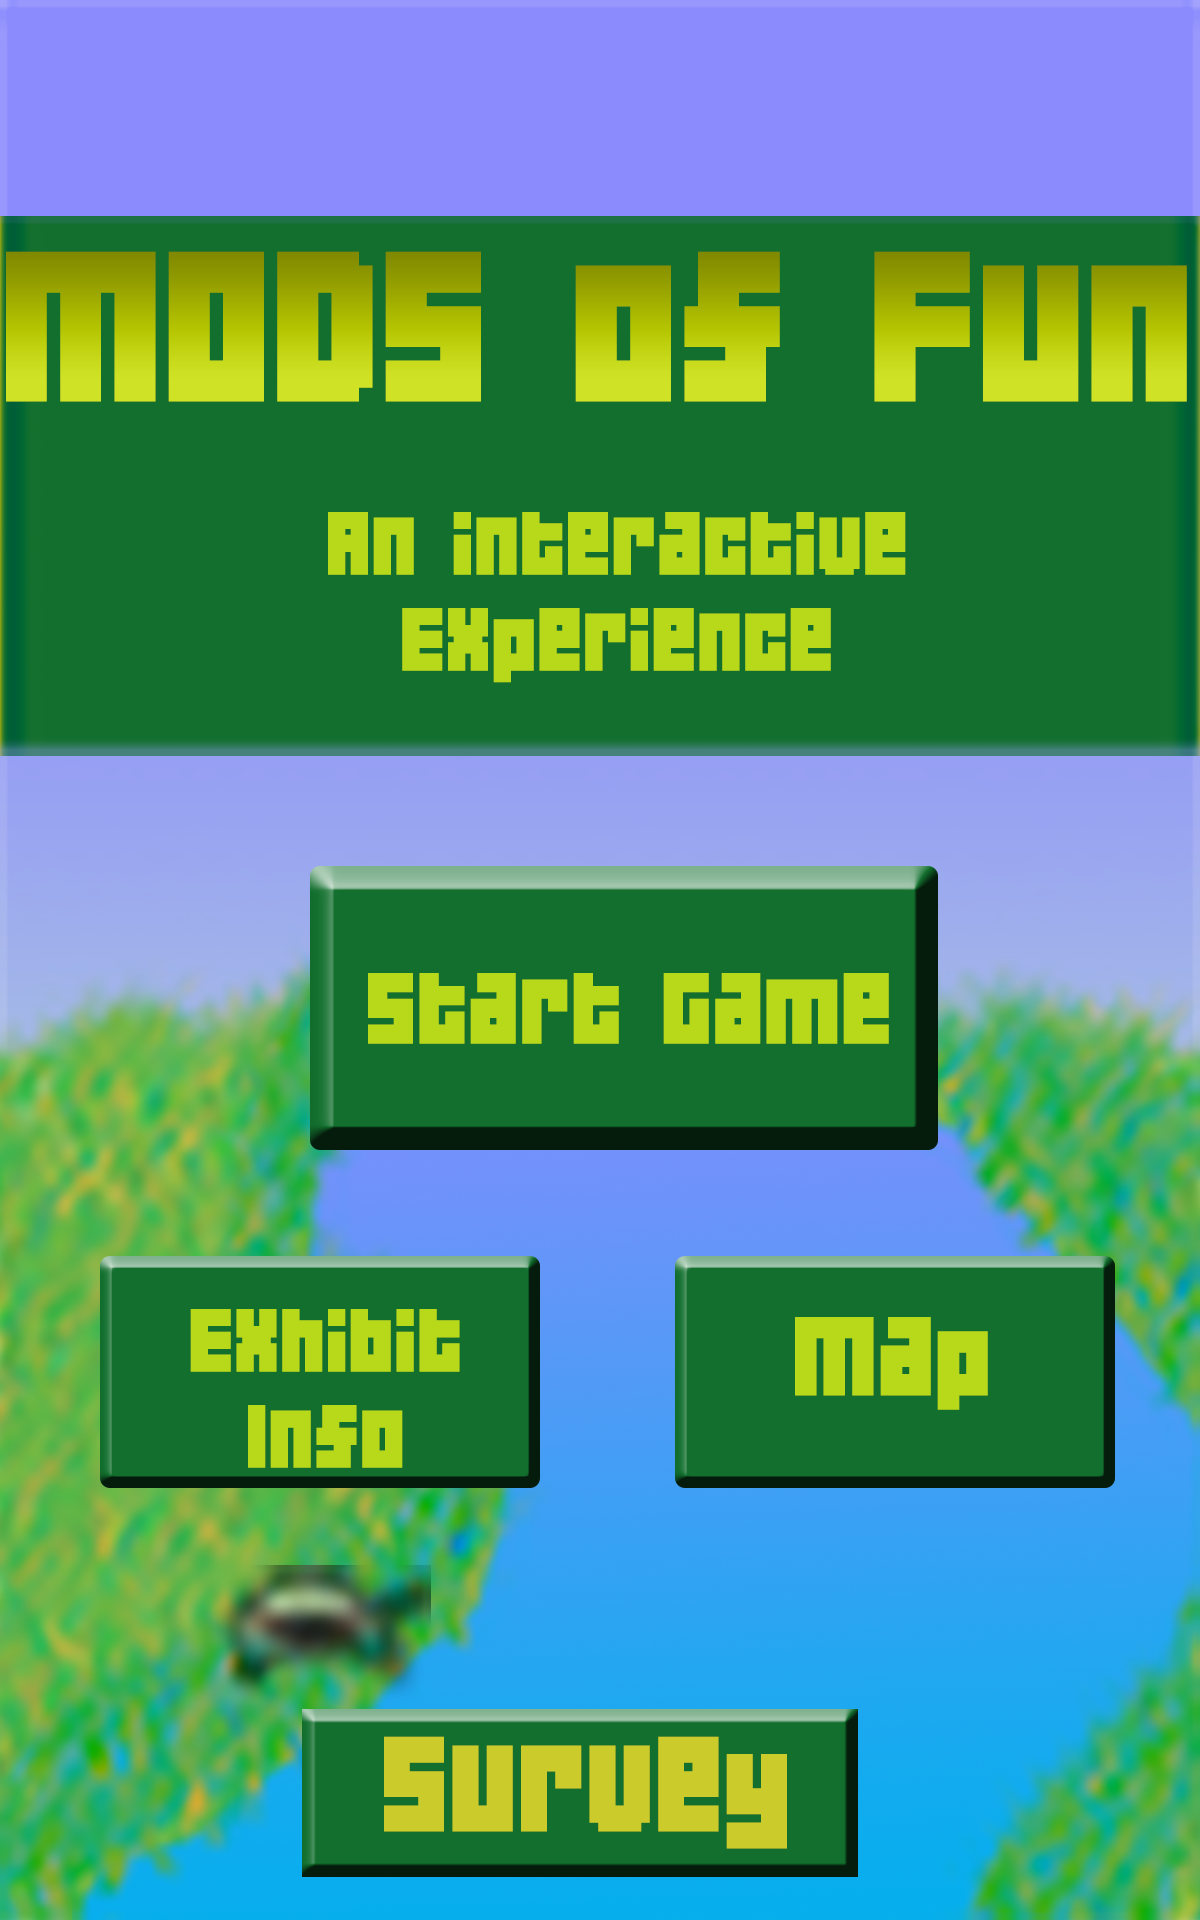 MODS of Fun
An interactive
Experience
Start Game
Exhibit
Info
Map
Survey